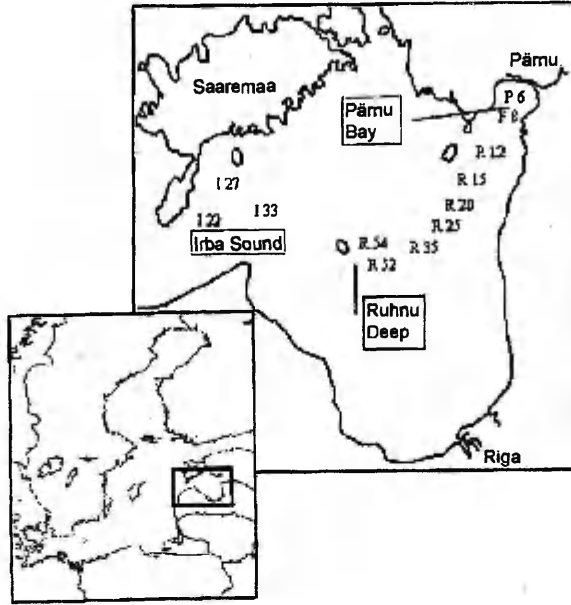 Pärnu
Saaremaa
P 6
F 8
Pärnu
Bay
R 12
I 27
R 15
I 33
R 20
I 22
R 25
Irba Sound
R 54
R 35
R 52
Ruhnu
Deep
Riga